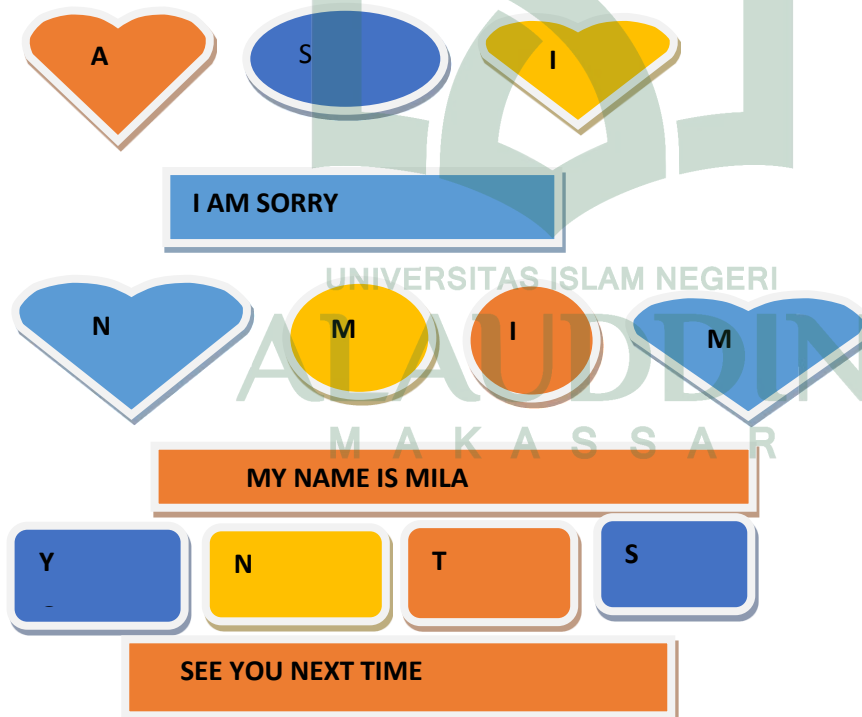 A S I
I AM SORRY
UNIVERSITAS ISLAM NEGERI
N M I M
ALAUDDIN
M A K A S S A R
MY NAME IS MILA
Y N T S
SEE YOU NEXT TIME